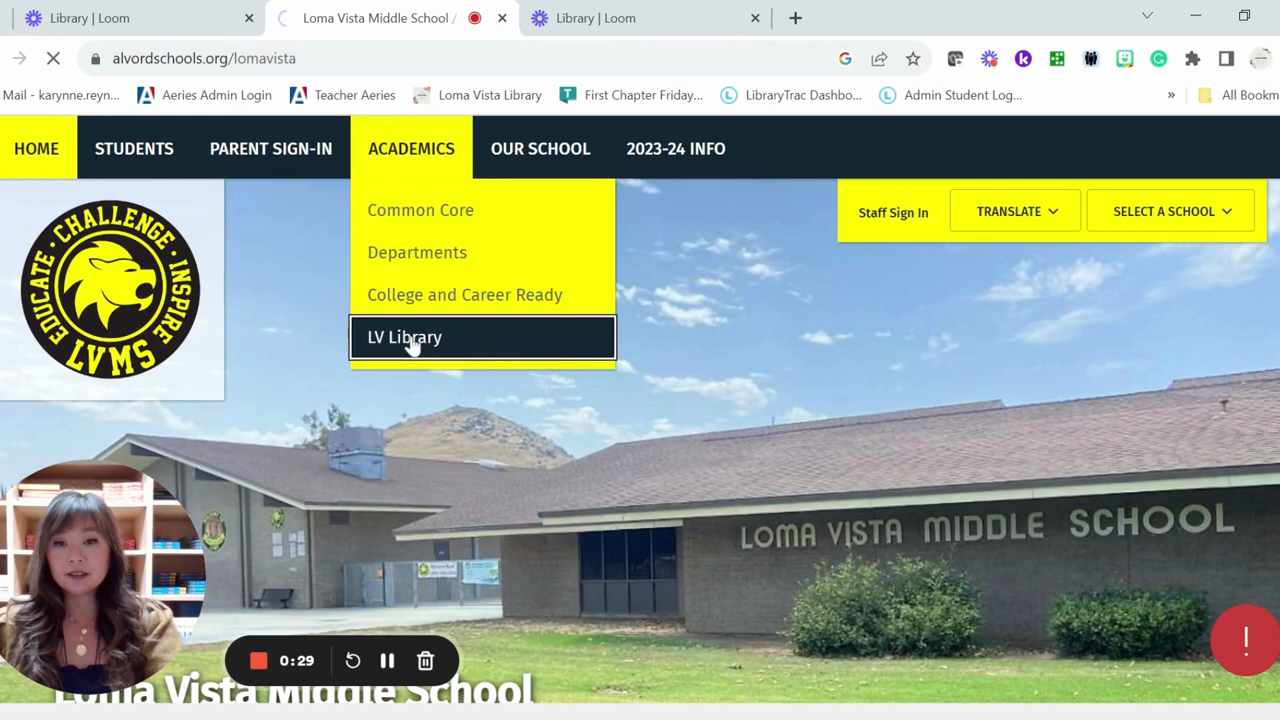 Library | Loom
Loma Vista Middle School /
Library | Loom
alvordschools.org/lomavista
Mail - karynne.reyn...
Aeries Admin Login
Teacher Aeries
Loma Vista Library
First Chapter Friday...
LibraryTrac Dashbo...
Admin Student Log...
»
All Bookm
HOME
STUDENTS
PARENT SIGN-IN
ACADEMICS
OUR SCHOOL
2023-24 INFO
Common Core
Departments
College and Career Ready
LV Library
Staff Sign In
TRANSLATE
SELECT A SCHOOL
EDUCATE · CHALLENGE · INSPIRE
LVMS
LOMA VISTA MIDDLE SCHOOL
0:29
!
Loma Vista Middle School